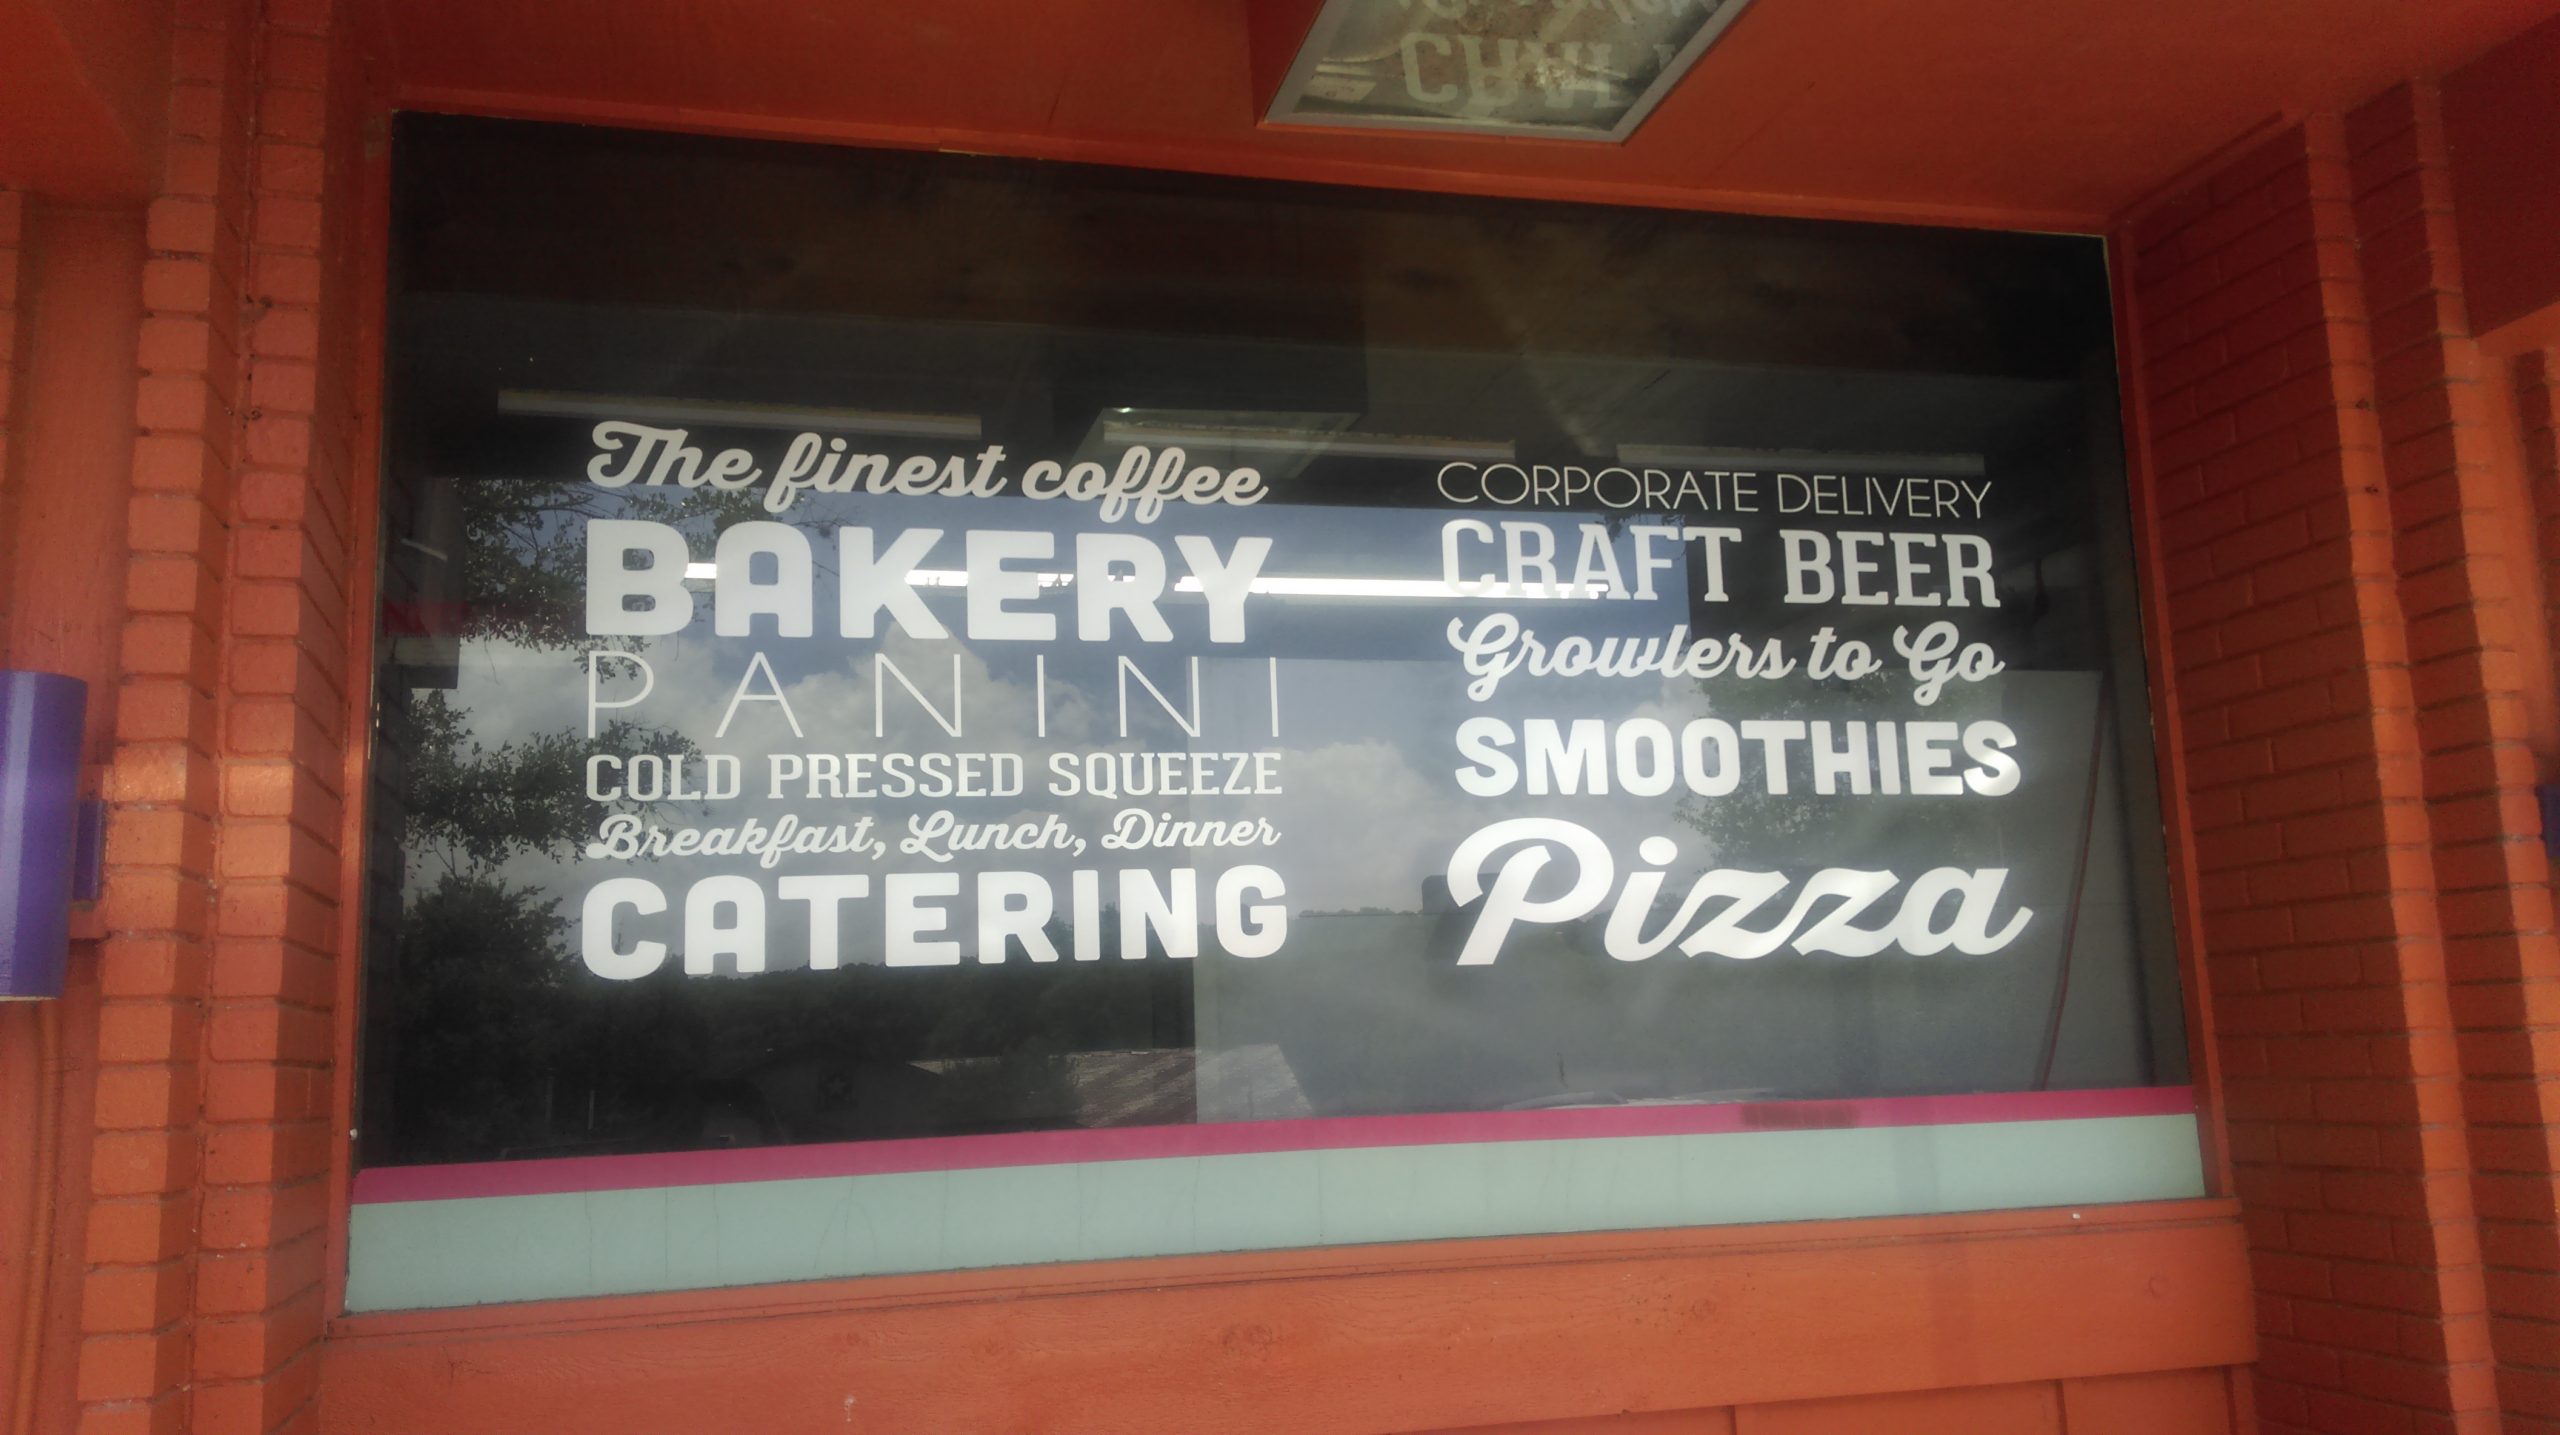 The finest coffee
BAKERY
PANINI
COLD PRESSED SQUEEZE
Breakfast, Lunch, Dinner
CATERING
CORPORATE DELIVERY
CRAFT BEER
Growlers to Go
SMOOTHIES
Pizza